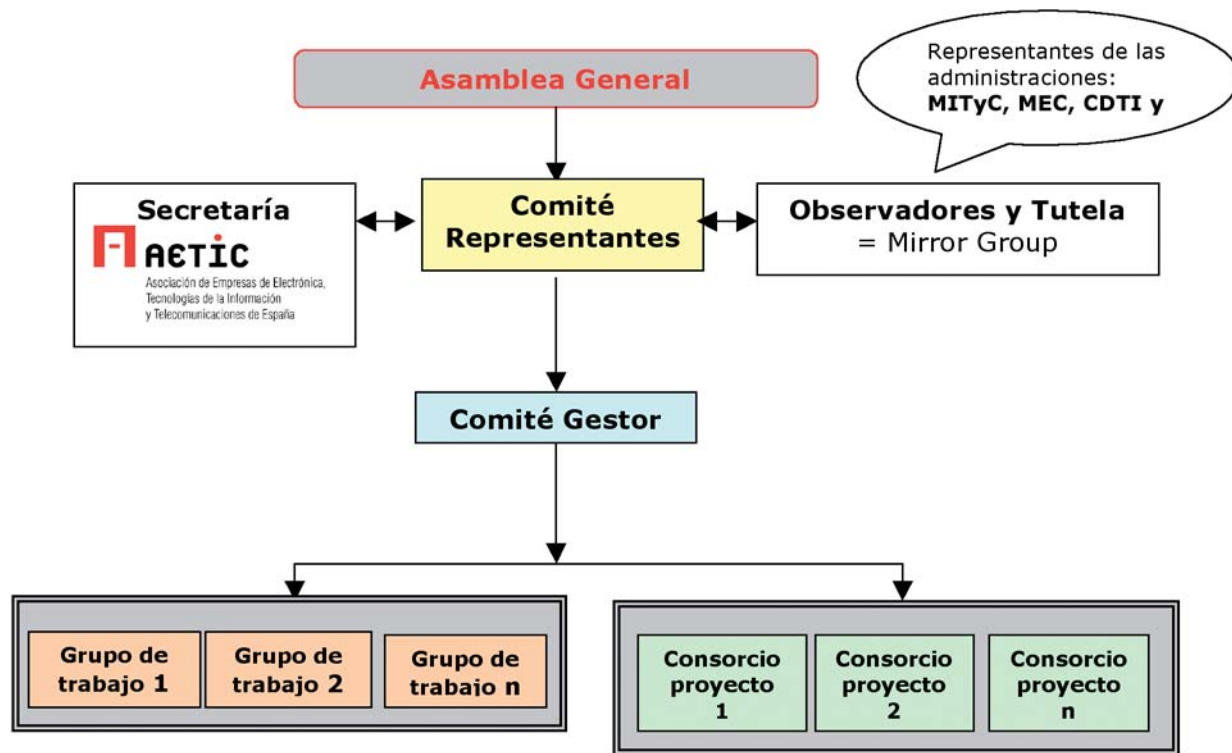 Asamblea General
Representantes de las
administraciones:
MITyC, MEC, CDTI y
Secretaría
AETIC
Asociación de Empresas de Electrónica,
Tecnologías de la Información
y Telecomunicaciones de España
Comité
Representantes
Observadores y Tutela
= Mirror Group
Comité Gestor
Grupo de
trabajo 1
Grupo de
trabajo 2
Grupo de
trabajo n
Consorcio
proyecto
1
Consorcio
proyecto
2
Consorcio
proyecto
n